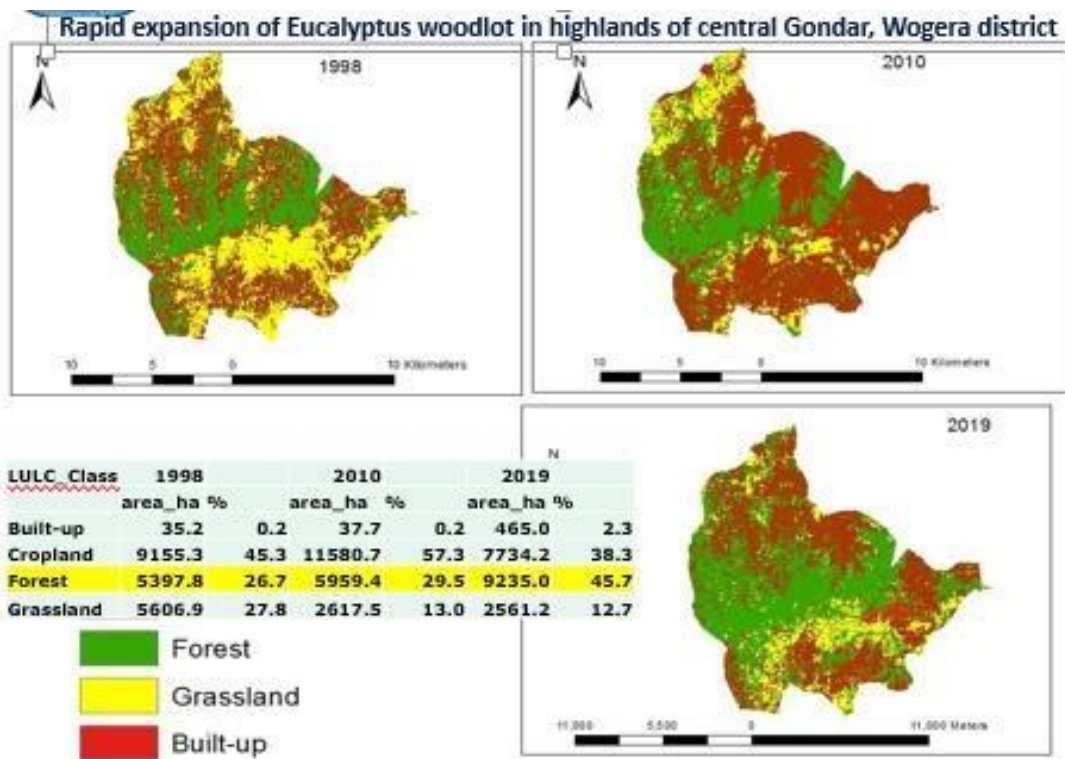 Rapid expansion of Eucalyptus woodlot in highlands of central Gondar, Wogera district
N
1998
10 5 0 10 Kilometers
N
2010
10 5 0 10 Kilometers
2019
N
LULC_Class 1998 2010 2019
area_ha % area_ha % area_ha %
Built-up 35.2 0.2 37.7 0.2 465.0 2.3
Cropland 9155.3 45.3 11580.7 57.3 7734.2 38.3
Forest 5397.8 26.7 5959.4 29.5 9235.0 45.7
Grassland 5606.9 27.8 2617.5 13.0 2561.2 12.7
Forest
Grassland
Built-up
11,000 5,500 0 11,000 Meters